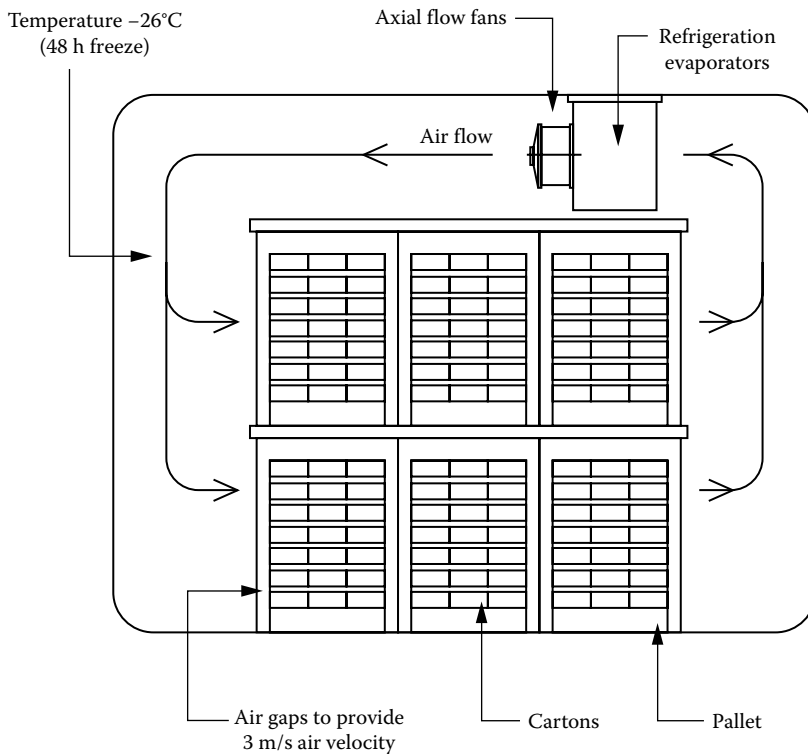 Temperature –26°C
(48 h freeze)
Axial flow fans
Refrigeration
evaporators
Air flow
Air gaps to provide
3 m/s air velocity
Cartons
Pallet